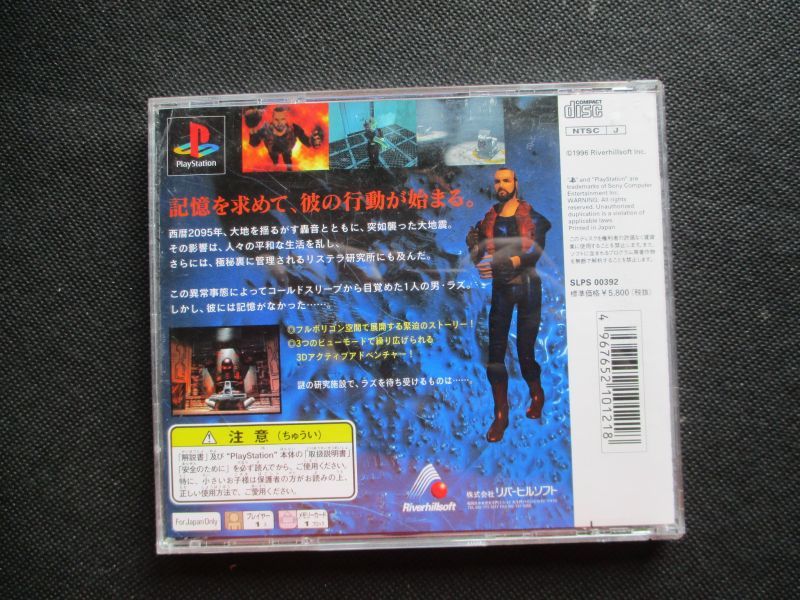 PlayStation
記憶を求めて、彼の行動が始まる。
西暦2095年、大地を揺るがす轟音とともに、突如襲った大地震。
その影響は、人々の平和な生活を乱し、
さらには、極秘裏に管理されるリステラ研究所にも及んだ。
この異常事態によってコールドスリープから目覚めた1人の男・ラズ。
しかし、彼には記憶がなかった……。
●フルポリゴン空間で展開する緊迫のストーリー！
●3つのビューモードで繰り広げられる
3Dアクティブアドベンチャー！
謎の研究施設で、ラズを待ち受けるものは……。
注意(ちゅうい)
「解説書」及び"PlayStation"本体の「取扱説明書」
「安全のために」を必ず読んでから、ご使用ください。
特に、小さいお子様は保護者の方がお読みの上、
正しい使用方法で、ご愛用ください。
For Japan Only
プレイヤー
1人
メモリーカード
1ブロック
Riverhillsoft
株式会社 リバーヒルソフト
COMPACT
disc
NTSC J
©1996 Riverhillsoft Inc.
"PS" and "PlayStation" are
trademarks of Sony Computer
Entertainment Inc.
WARNING: All rights
reserved. Unauthorized
duplication is a violation of
applicable laws.
Printed in Japan
SLPS 00392
標準価格￥5,800(税抜)
4 967652 101218